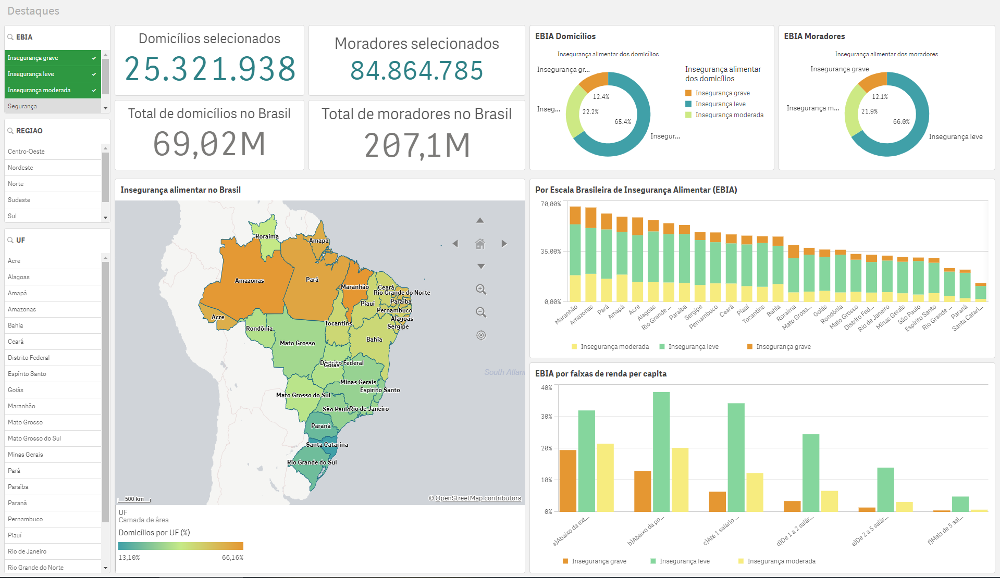 Destaques
EBIA
Insegurança grave
Insegurança leve
Insegurança moderada
Segurança
REGIAO
Centro-Oeste
Nordeste
Norte
Sudeste
Sul
UF
Acre
Alagoas
Amapá
Amazonas
Bahia
Ceará
Distrito Federal
Espírito Santo
Goiás
Maranhão
Mato Grosso
Mato Grosso do Sul
Minas Gerais
Pará
Paraíba
Paraná
Pernambuco
Piauí
Rio de Janeiro
Rio Grande do Norte
Domicílios selecionados
25.321.938
Moradores selecionados
84.864.785
Total de domicílios no Brasil
69,02M
Total de moradores no Brasil
207,1M
EBIA Domicílios
Insegurança alimentar dos domicílios
Insegurança gr...
12.4%
Inseg...
22.2%
65.4%
Insegur...
Insegurança alimentar
dos domicílios
Insegurança grave
Insegurança leve
Insegurança moderada
EBIA Moradores
Insegurança alimentar dos moradores
Insegurança grave
12.1%
Insegurança m...
21.9%
66.0%
Insegurança leve
Insegurança alimentar no Brasil
Roraima
Amapá
Amazonas
Pará
Maranhão
Ceará
Rio Grande do Norte
Paraíba
Piauí
Pernambuco
Acre
Alagoas
Tocantins
Sergipe
Rondônia
Bahia
Mato Grosso
Distrito Federal
Goiás
South Atlan
Minas Gerais
Espírito Santo
Mato Grosso do Sul
São Paulo
Rio de Janeiro
Paraná
Santa Catarina
Rio Grande do Sul
500 km
© OpenStreetMap contributors
UF
Camada de área
Domicílios por UF (%)
13,10%
66,16%
Por Escala Brasileira de Insegurança Alimentar (EBIA)
70,00%
35,00%
0,00%
Maranhão
Amazonas
Pará
Amapá
Acre
Alagoas
Rio Grande ...
Paraíba
Sergipe
Pernambuco
Ceará
Piauí
Tocantins
Bahia
Roraima
Mato Gross...
Goiás
Rondônia
Mato Grosso
Distrito Fed...
Rio de Janeiro
Minas Gerais
São Paulo
Espírito Santo
Rio Grande ...
Paraná
Santa Catari...
Insegurança moderada
Insegurança leve
Insegurança grave
EBIA por faixas de renda per capita
40%
30%
20%
10%
0%
a)Abaixo da ext...
b)Abaixo da po...
c)Até 1 salário ...
d)De 1 a 2 salár...
e)De 2 a 5 salár...
f)Mais de 5 sal...
Insegurança grave
Insegurança leve
Insegurança moderada